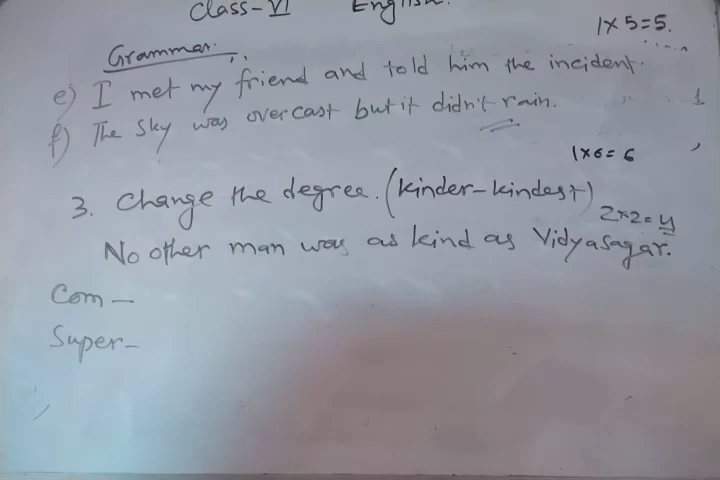 Class-VI English.
1×5=5.
Grammar.
e) I met my friend and told him the incident.
f) The sky was overcast but it didn't rain.
1×6=6
3. Change the degree. (kinder-kindest)
2×2=4
No other man was as kind as Vidyasagar.
Com-
Super-